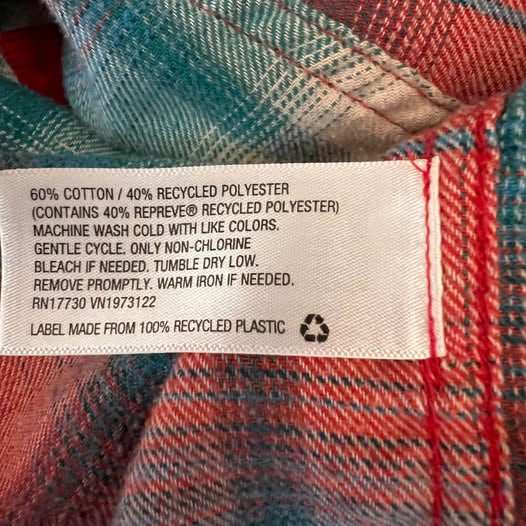 60% COTTON / 40% RECYCLED POLYESTER
(CONTAINS 40% REPREVE® RECYCLED POLYESTER)
MACHINE WASH COLD WITH LIKE COLORS.
GENTLE CYCLE. ONLY NON-CHLORINE
BLEACH IF NEEDED. TUMBLE DRY LOW.
REMOVE PROMPTLY. WARM IRON IF NEEDED.
RN17730 VN1973122
LABEL MADE FROM 100% RECYCLED PLASTIC